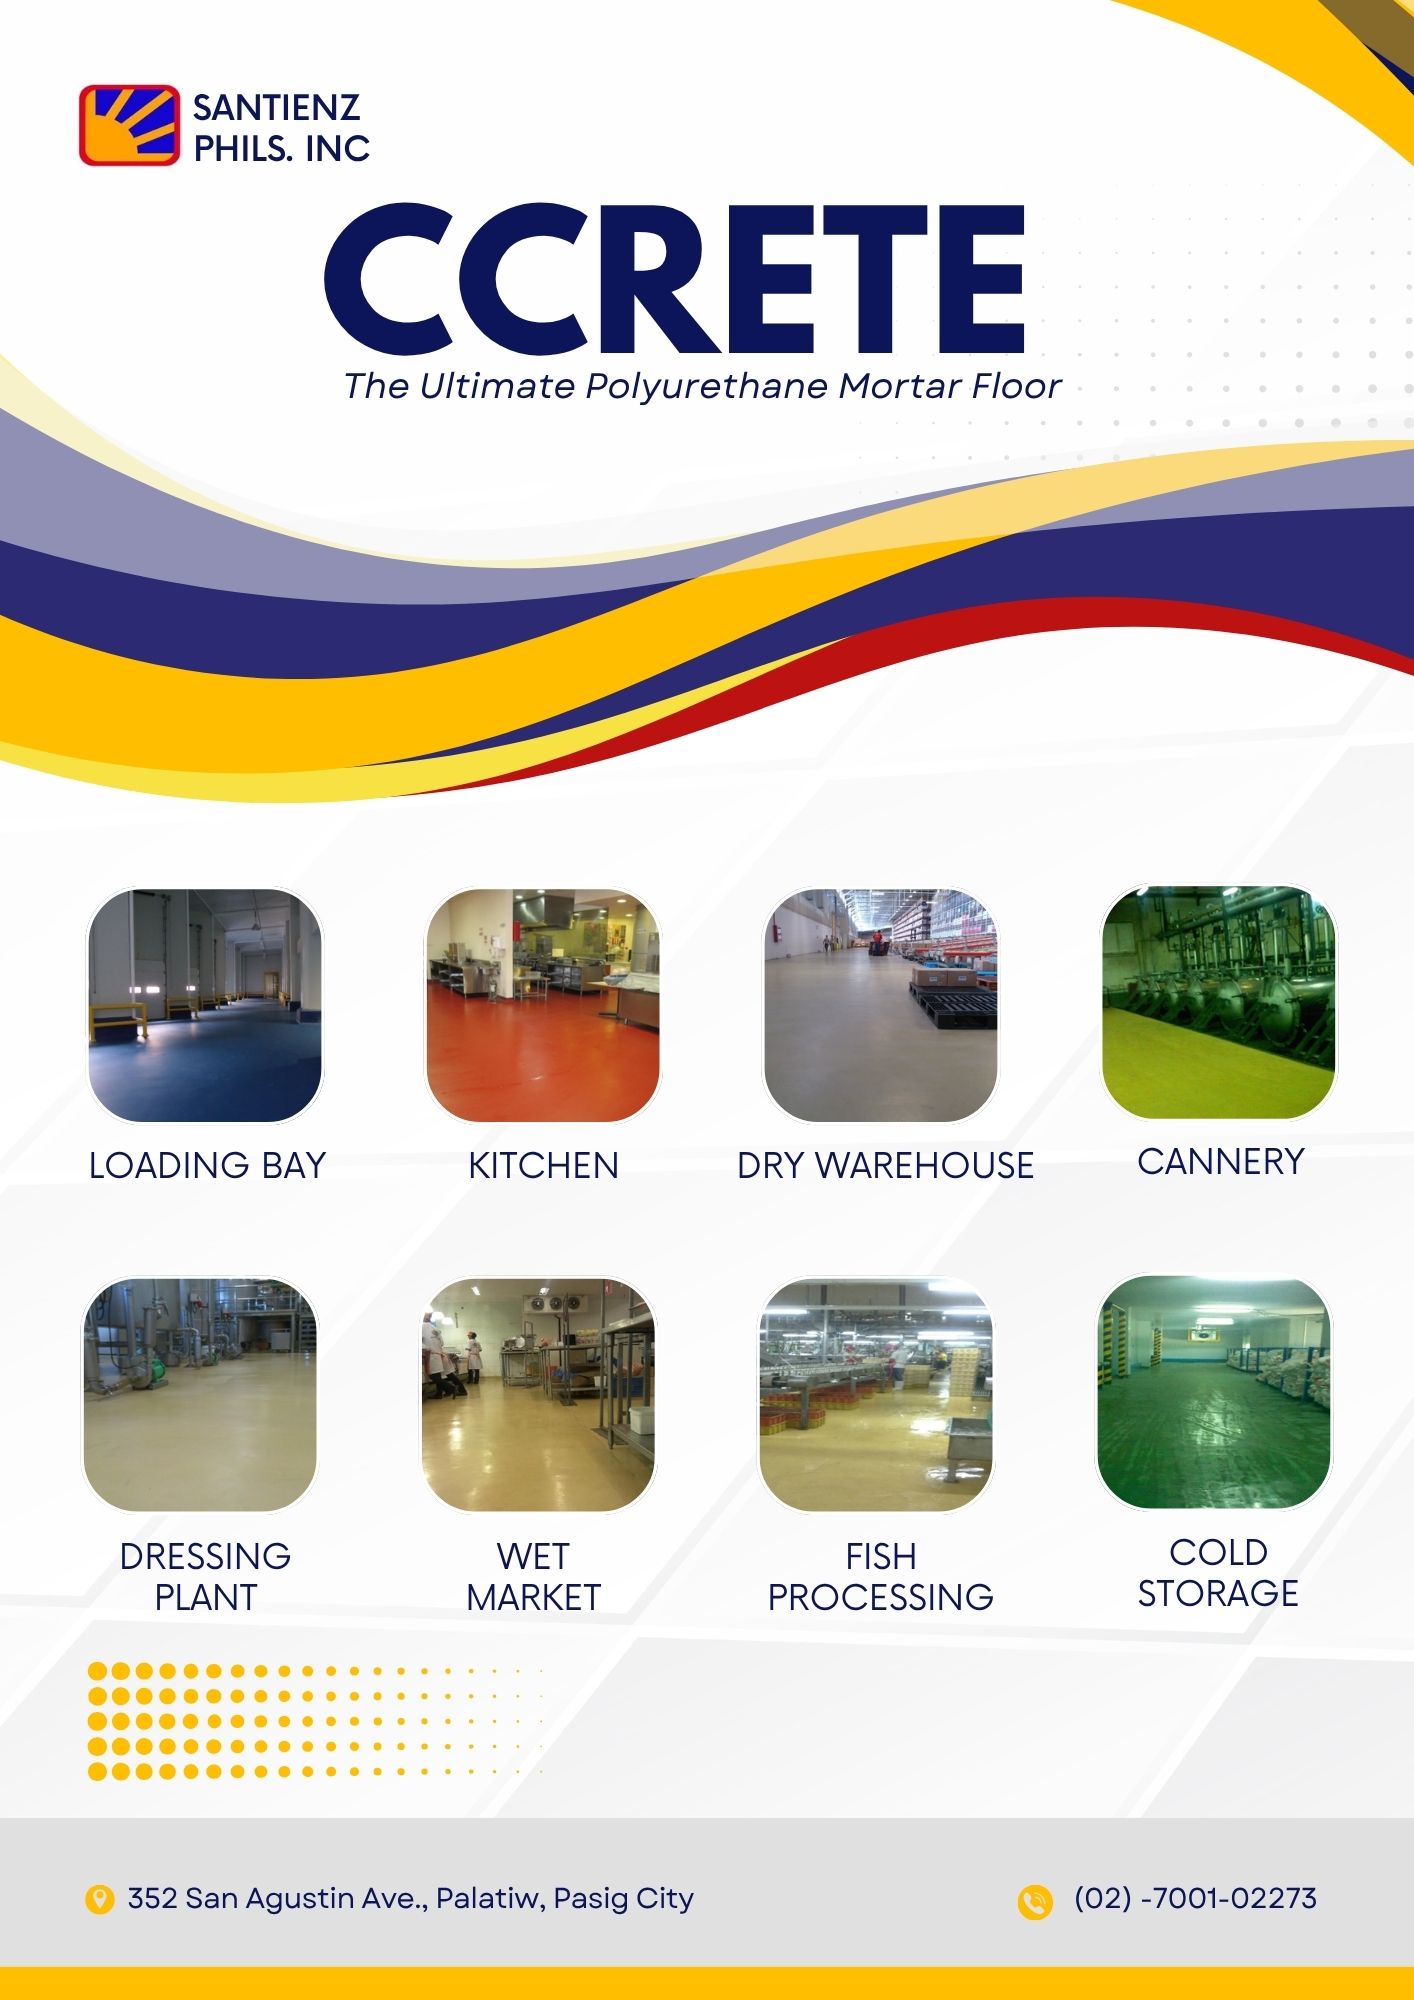 SANTIENZ
PHILS. INC
CCRETE
The Ultimate Polyurethane Mortar Floor
LOADING BAY
KITCHEN
DRY WAREHOUSE
CANNERY
DRESSING
PLANT
WET
MARKET
FISH
PROCESSING
COLD
STORAGE
352 San Agustin Ave., Palatiw, Pasig City
(02) -7001-02273